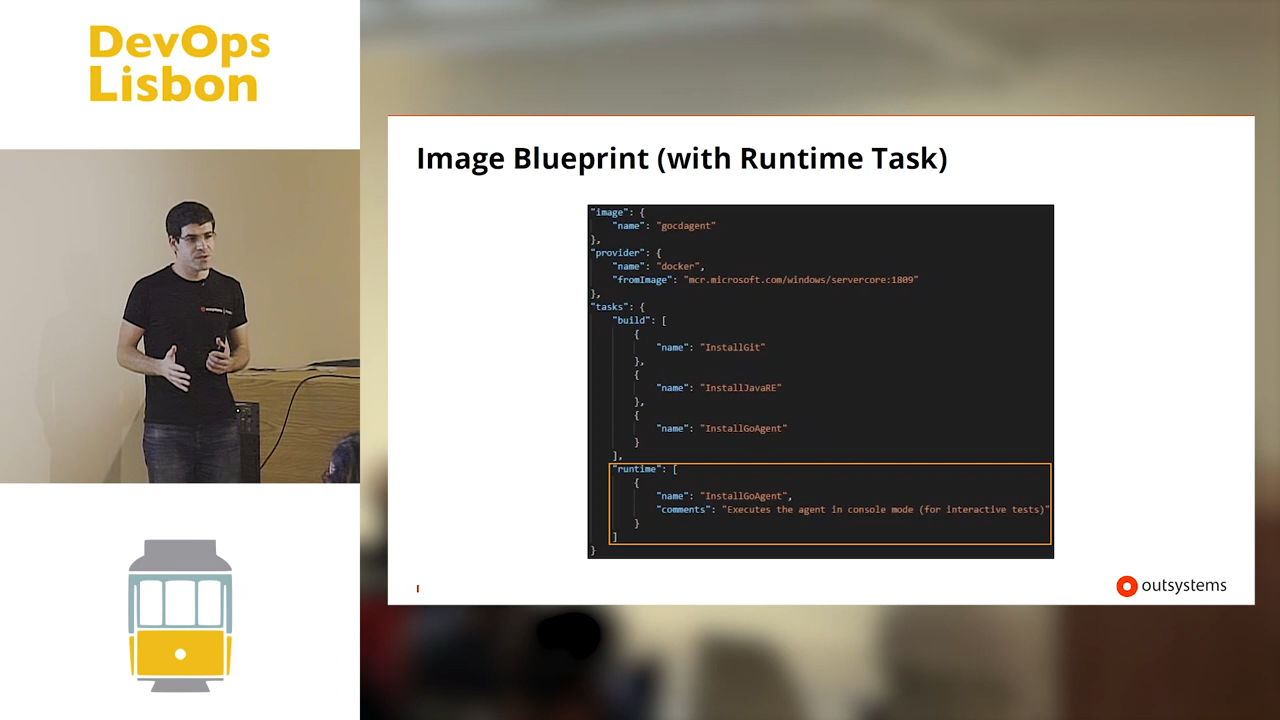 DevOps
Lisbon
Image Blueprint (with Runtime Task)
"image": {
"name": "gocdagent"
},
"provider": {
"name": "docker",
"fromImage": "mcr.microsoft.com/windows/servercore:1809"
},
"tasks": {
"build": [
{
"name": "InstallGit"
},
{
"name": "InstallJavaRE"
},
{
"name": "InstallGoAgent"
}
],
"runtime": [
{
"name": "InstallGoAgent",
"comments": "Executes the agent in console mode (for interactive tests)"
}
]
}
outsystems